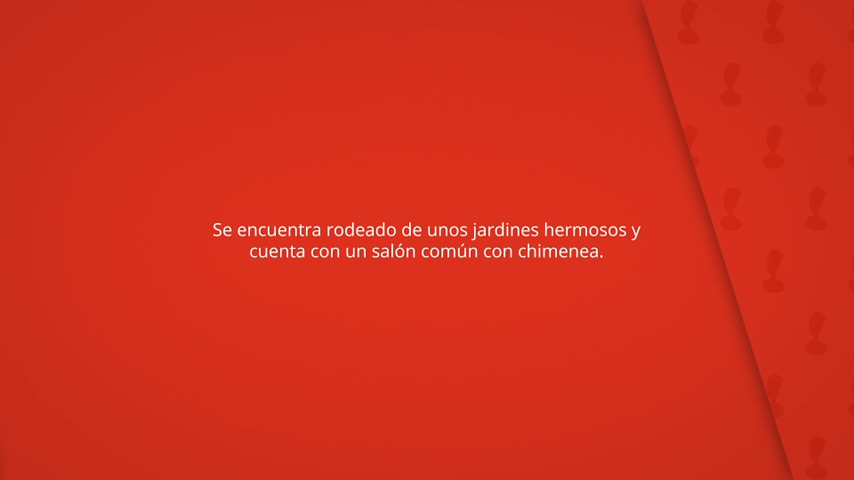 Se encuentra rodeado de unos jardines hermosos y
cuenta con un salón común con chimenea.